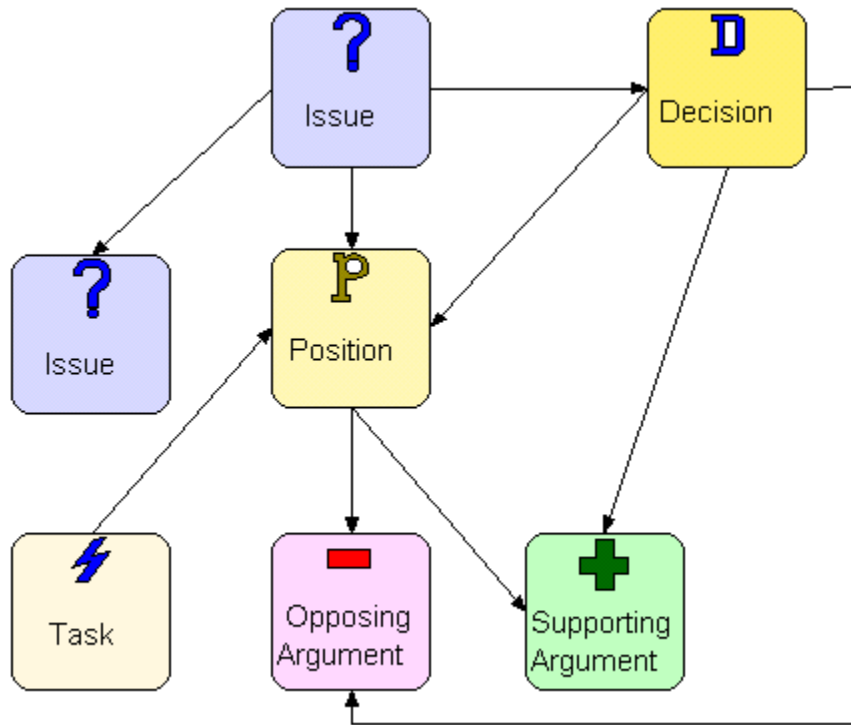 ?
Issue
D
Decision
?
Issue
P
Position
Task
Opposing
Argument
Supporting
Argument